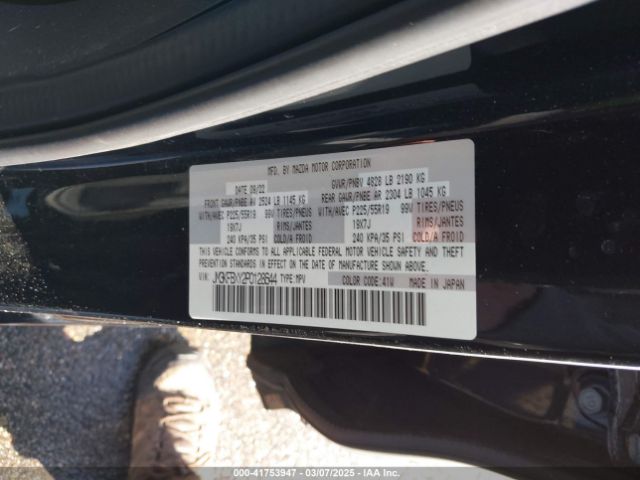 MFD. BY MAZDA MOTOR CORPORATION
DATE 09/22 GVWR/PNBV 4828 LB 2190 KG
FRONT GAWR/PNBE AV 2524 LB 1145 KG REAR GAWR/PNBE AR 2304 LB 1045 KG
WITH/AVEC P225/55R19 99V TIRES/PNEUS WITH/AVEC P225/55R19 99V TIRES/PNEUS
19X7J RIMS/JANTES 19X7J RIMS/JANTES
240 KPA/35 PSI COLD/A FROID 240 KPA/35 PSI COLD/A FROID
THIS VEHICLE CONFORMS TO ALL APPLICABLE FEDERAL MOTOR VEHICLE SAFETY,
BUMPER, AND THEFT PREVENTION STANDARDS IN EFFECT
ON THE DATE OF MANUFACTURE SHOWN ABOVE.
VIN: TYPE: MPV COLOR CODE: 41W MADE IN JAPAN
000-41753947 — 03/07/2025 — IAA Inc.